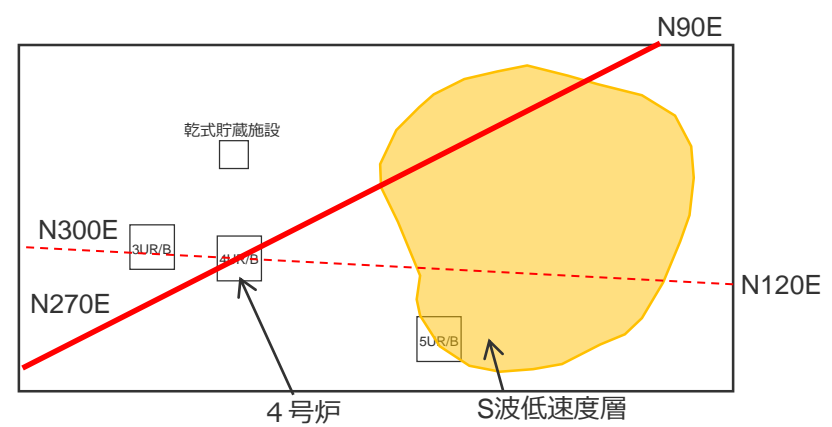 N90E
乾式貯蔵施設
N300E
3UR/B
4UR/B
N120E
N270E
5UR/B
４号炉
S波低速度層